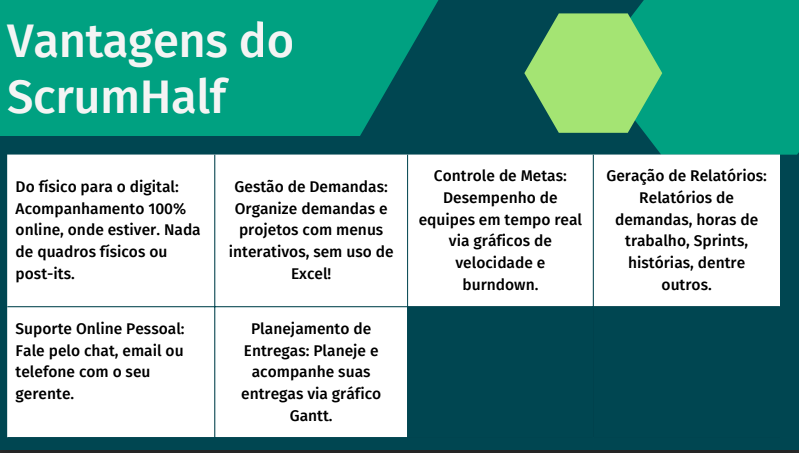 Vantagens do
ScrumHalf
Do físico para o digital:
Acompanhamento 100%
online, onde estiver. Nada
de quadros físicos ou
post-its.
Gestão de Demandas:
Organize demandas e
projetos com menus
interativos, sem uso de
Excel!
Controle de Metas:
Desempenho de
equipes em tempo real
via gráficos de
velocidade e
burndown.
Geração de Relatórios:
Relatórios de
demandas, horas de
trabalho, Sprints,
histórias, dentre
outros.
Suporte Online Pessoal:
Fale pelo chat, email ou
telefone com o seu
gerente.
Planejamento de
Entregas: Planeje e
acompanhe suas
entregas via gráfico
Gantt.